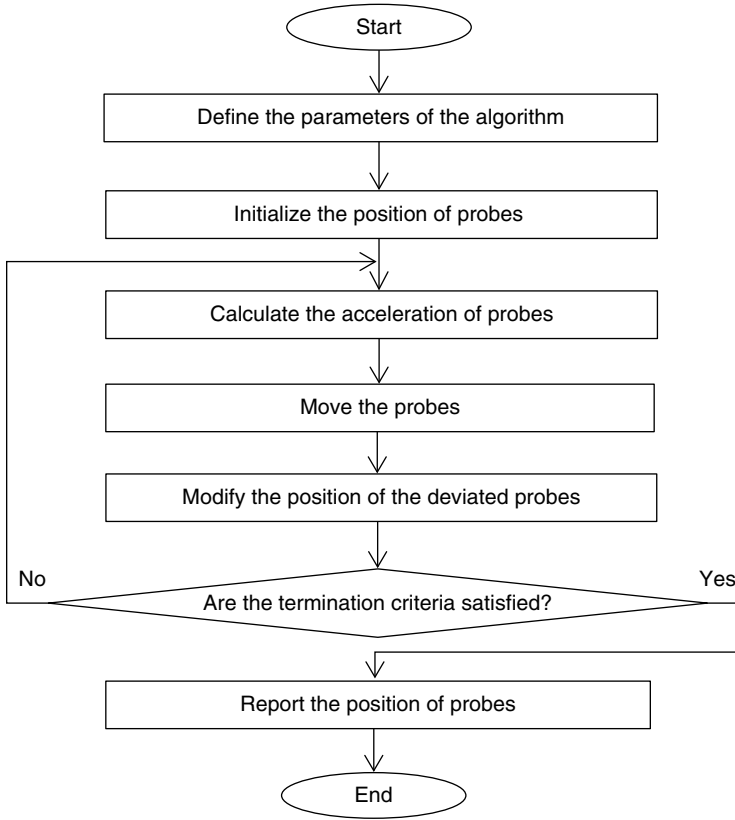 Start
Define the parameters of the algorithm
Initialize the position of probes
Calculate the acceleration of probes
Move the probes
Modify the position of the deviated probes
No
Yes
Are the termination criteria satisfied?
Report the position of probes
End